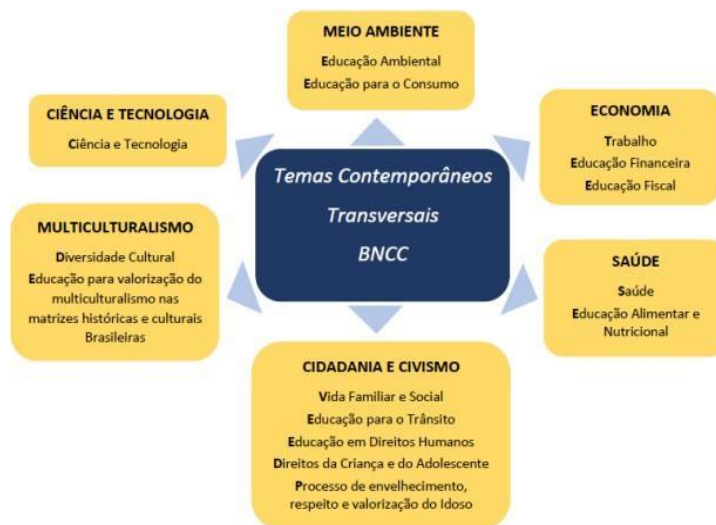 MEIO AMBIENTE
Educação Ambiental
Educação para o Consumo
CIÊNCIA E TECNOLOGIA
Ciência e Tecnologia
ECONOMIA
Trabalho
Educação Financeira
Educação Fiscal
Temas Contemporâneos
Transversais
BNCC
MULTICULTURALISMO
Diversidade Cultural
Educação para valorização do
multiculturalismo nas
matrizes históricas e culturais
Brasileiras
SAÚDE
Saúde
Educação Alimentar e
Nutricional
CIDADANIA E CIVISMO
Vida Familiar e Social
Educação para o Trânsito
Educação em Direitos Humanos
Direitos da Criança e do Adolescente
Processo de envelhecimento,
respeito e valorização do Idoso